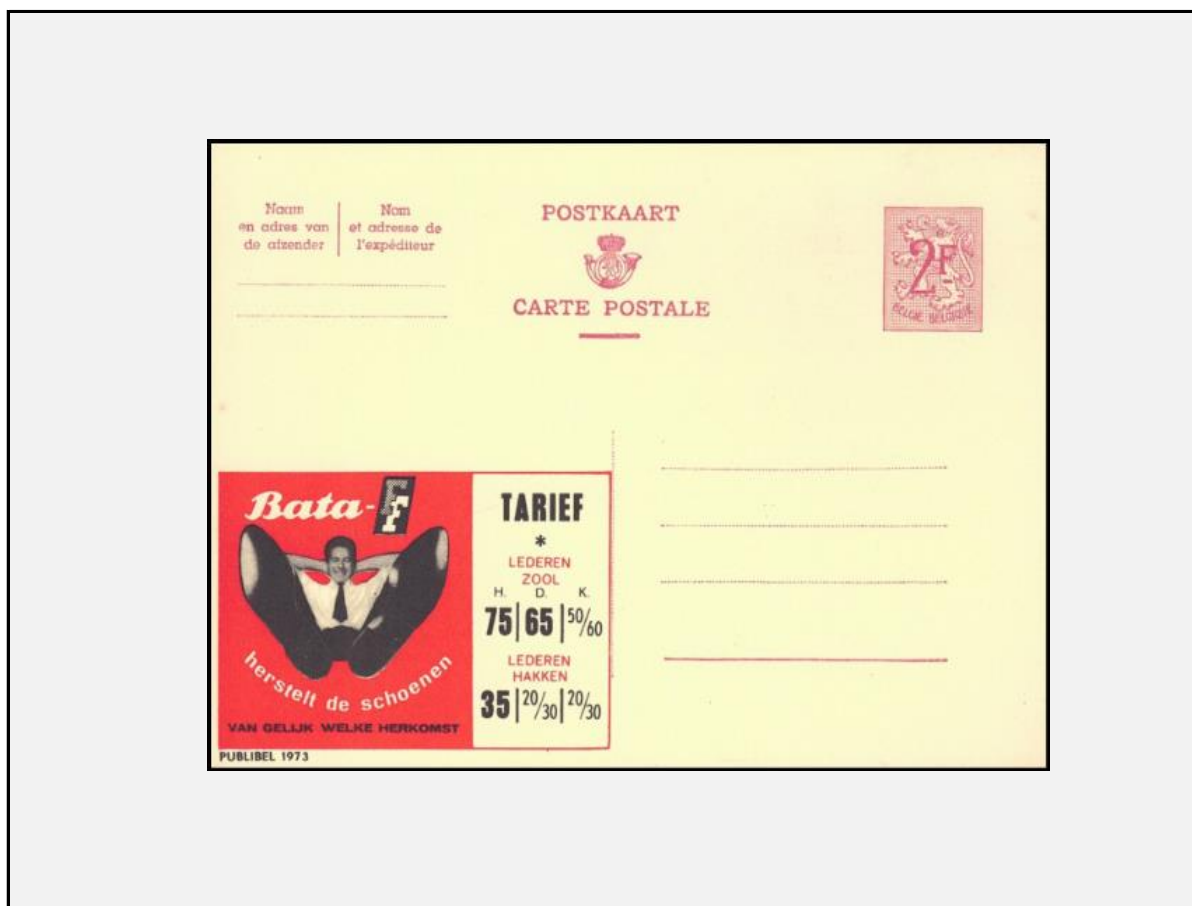 Naam
en adres van
de afzender
Nom
et adresse de
l'expéditeur
POSTKAART
CARTE POSTALE
2F
BELGIE BELGIQUE
Bata-F
herstelt de schoenen
VAN GELIJK WELKE HERKOMST
TARIEF
*
LEDEREN
ZOOL
H. D. K.
75 | 65 | 50/60
LEDEREN
HAKKEN
35 | 20/30 | 20/30
PUBLIBEL 1973